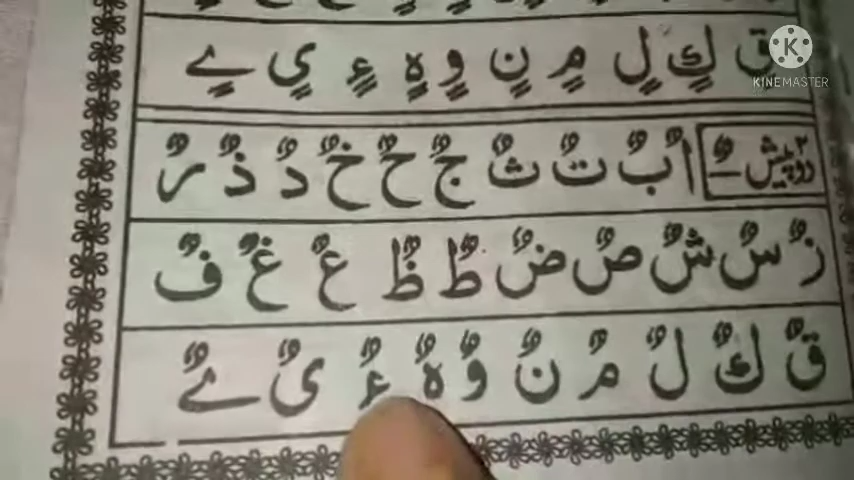 قٍ كٍ لٍ مٍ نٍ وٍ هٍ ءٍ يٍ ےٍ
دو پیش ـٌ اٌ بٌ تٌ ثٌ جٌ حٌ خٌ دٌ ذٌ رٌ
زٌ سٌ شٌ صٌ ضٌ طٌ ظٌ عٌ غٌ فٌ
قٌ كٌ لٌ مٌ نٌ وٌ هٌ ءٌ یٌ ےٌ
KINEMASTER